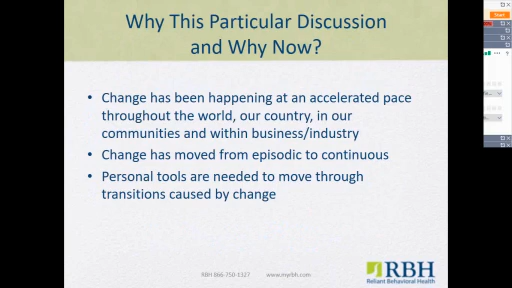 Why This Particular Discussion
and Why Now?
• Change has been happening at an accelerated pace
throughout the world, our country, in our
communities and within business/industry
• Change has moved from episodic to continuous
• Personal tools are needed to move through
transitions caused by change
RBH 866-750-1327 www.myrbh.com
RBH
Reliant Behavioral Health
Start